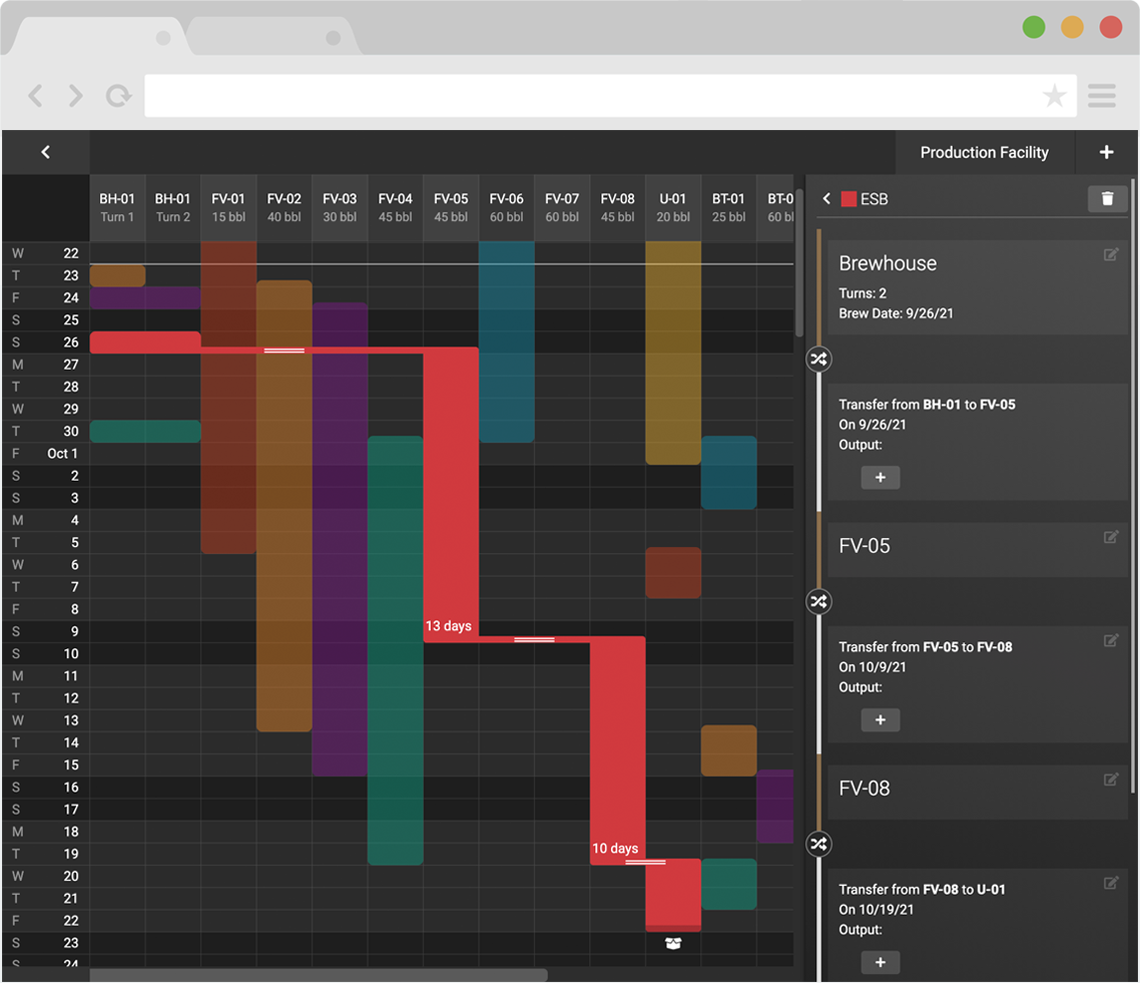 Production Facility +
BH-01 BH-01 FV-01 FV-02 FV-03 FV-04 FV-05 FV-06 FV-07 FV-08 U-01 BT-01 BT-0
Turn 1 Turn 2 15 bbl 40 bbl 30 bbl 45 bbl 45 bbl 60 bbl 60 bbl 45 bbl 20 bbl 25 bbl 60 bl
W 22
T 23
F 24
S 25
S 26
M 27
T 28
W 29
T 30
F Oct 1
S 2
S 3
M 4
T 5
W 6
T 7
F 8
S 9
S 10
M 11
T 12
W 13
T 14
F 15
S 16
S 17
M 18
T 19
W 20
T 21
F 22
S 23
S 24
13 days
10 days
ESB
Brewhouse
Turns: 2
Brew Date: 9/26/21
Transfer from BH-01 to FV-05
On 9/26/21
Output:
+
FV-05
Transfer from FV-05 to FV-08
On 10/9/21
Output:
+
FV-08
Transfer from FV-08 to U-01
On 10/19/21
Output:
+